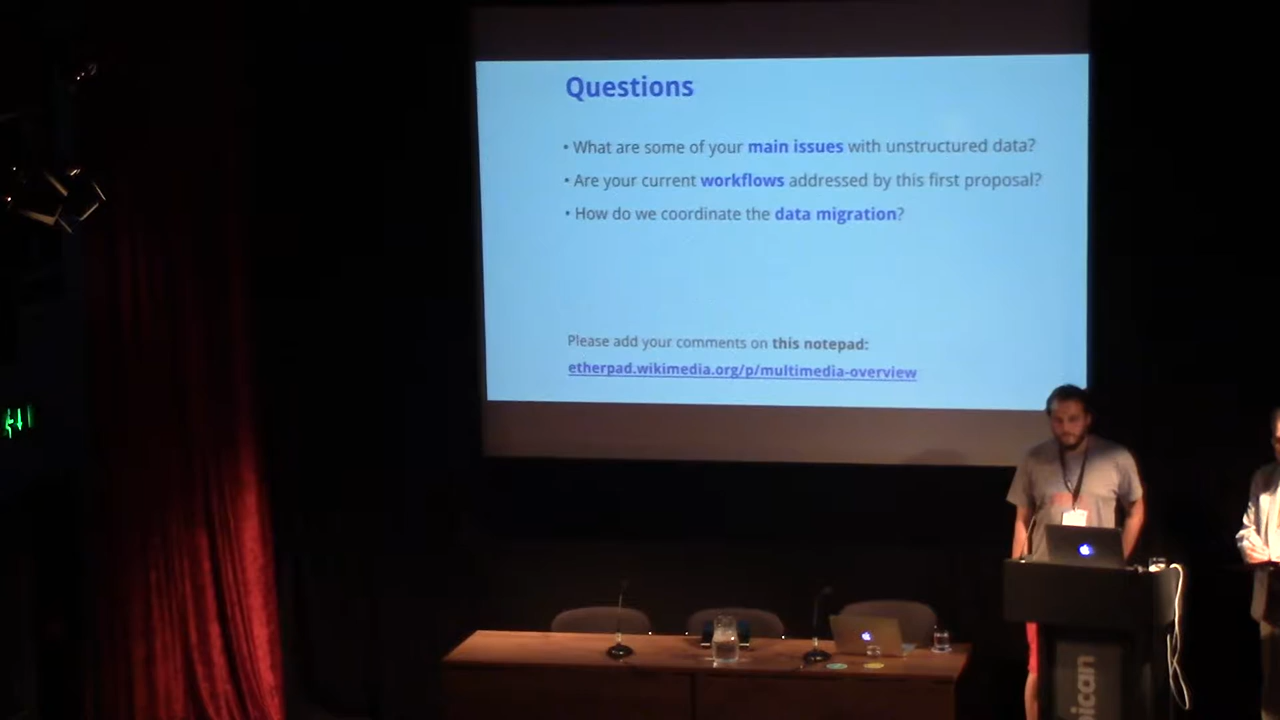 Questions
• What are some of your main issues with unstructured data?
• Are your current workflows addressed by this first proposal?
• How do we coordinate the data migration?
Please add your comments on this notepad:
etherpad.wikimedia.org/p/multimedia-overview
bican